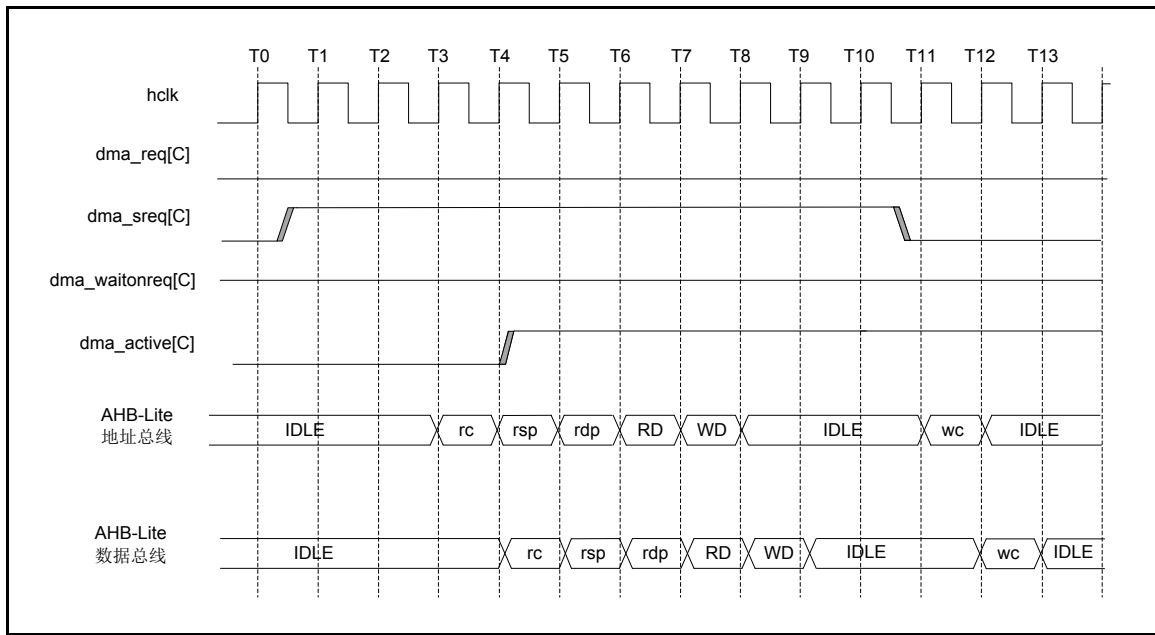 T0 T1 T2 T3 T4 T5 T6 T7 T8 T9 T10 T11 T12 T13
hclk
dma_req[C]
dma_sreq[C]
dma_waitonreq[C]
dma_active[C]
AHB-Lite
地址总线
IDLE rc rsp rdp RD WD IDLE wc IDLE
AHB-Lite
数据总线
IDLE rc rsp rdp RD WD IDLE wc IDLE